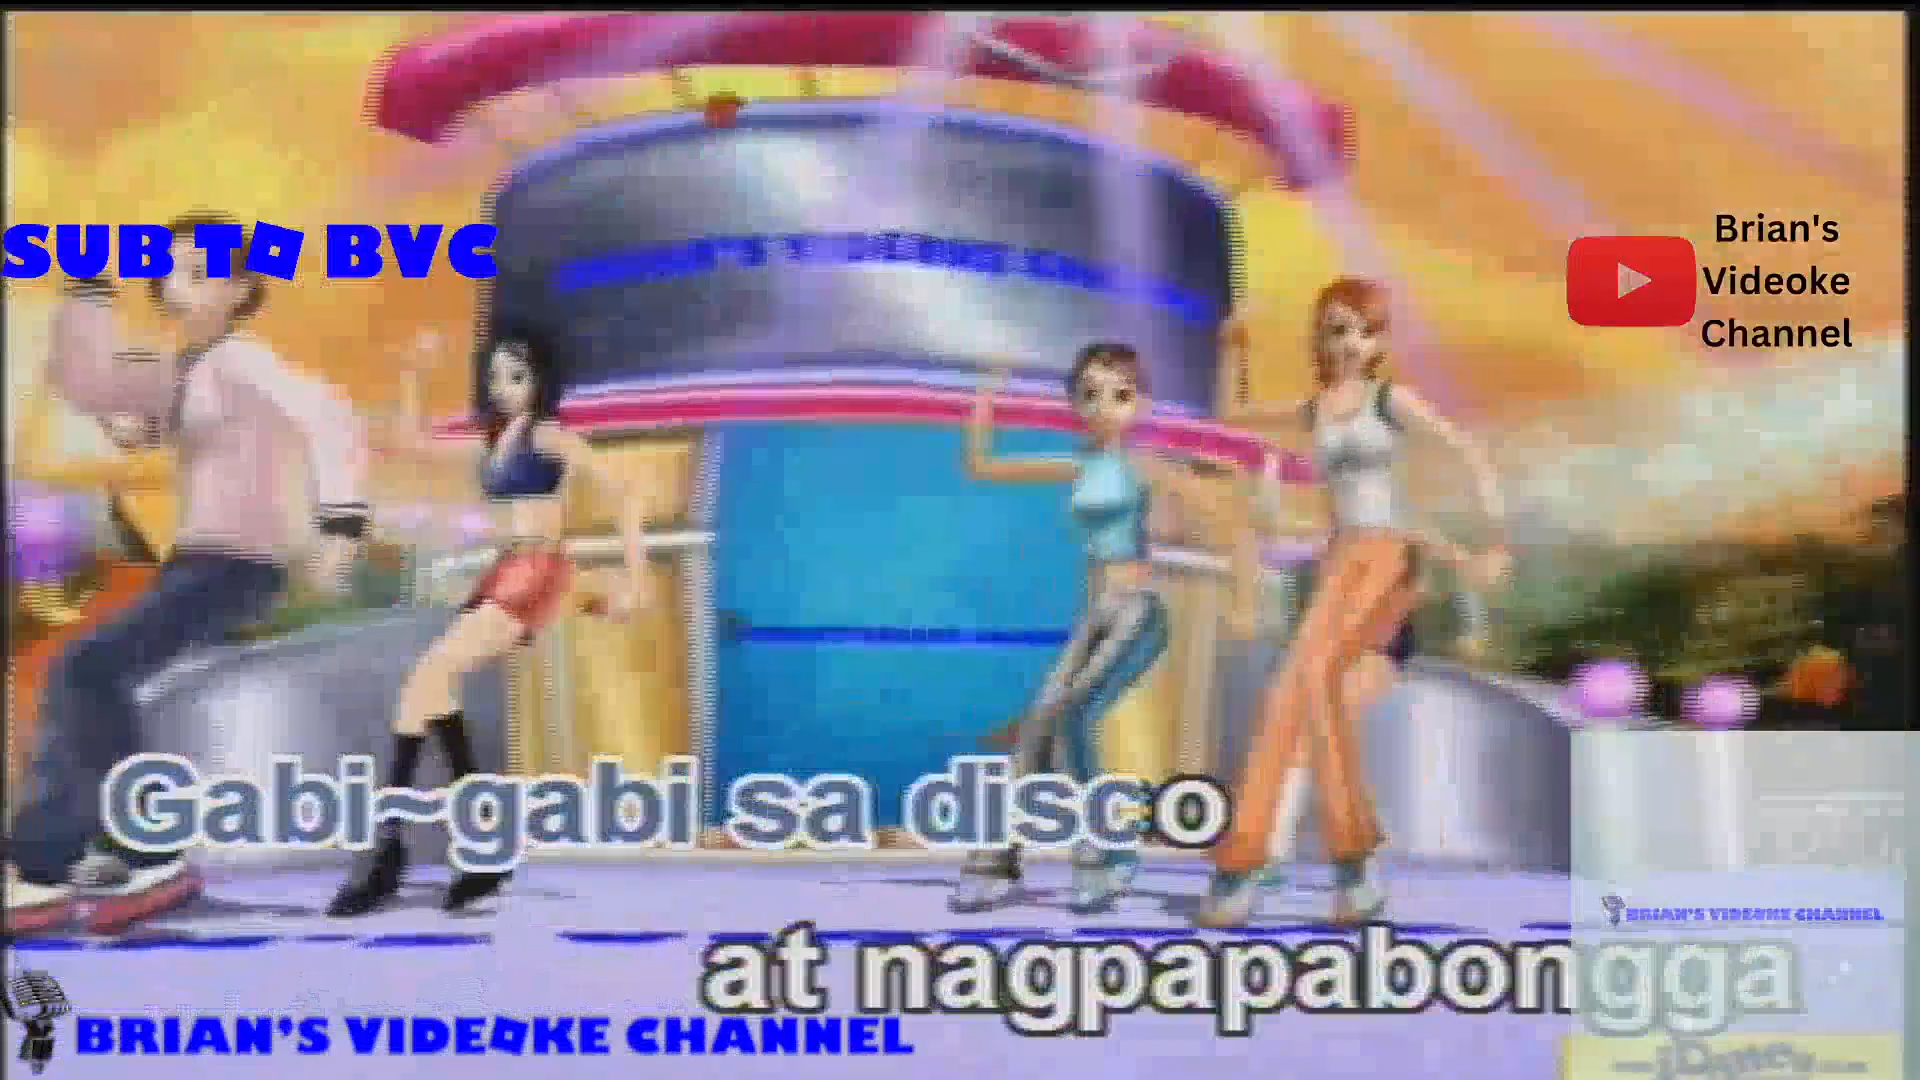 SUB TO BVC
Brian's
Videoke
Channel
Gabi~gabi sa disco
BRIAN'S VIDEOKE CHANNEL
at nagpapabongga
BRIAN'S VIDEOKE CHANNEL